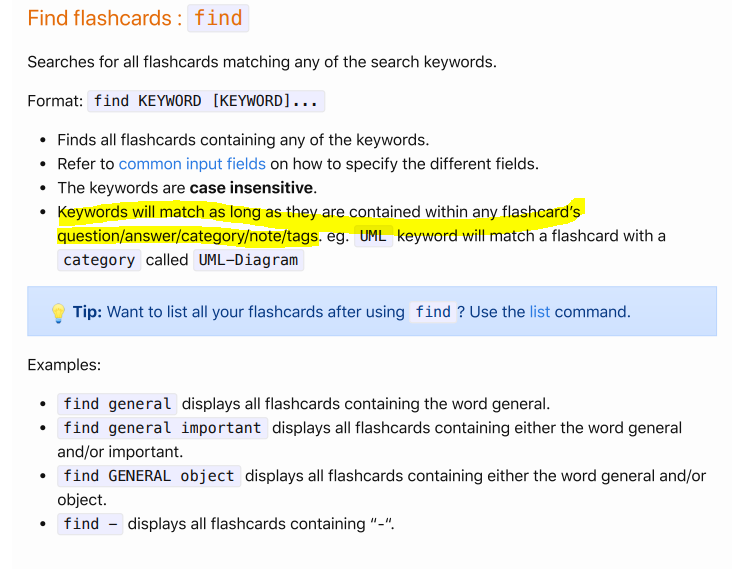 Find flashcards : find
Searches for all flashcards matching any of the search keywords.
Format: find KEYWORD [KEYWORD]...
• Finds all flashcards containing any of the keywords.
• Refer to common input fields on how to specify the different fields.
• The keywords are case insensitive.
• Keywords will match as long as they are contained within any flashcard’s
question/answer/category/note/tags. eg. UML keyword will match a flashcard with a
category called UML-Diagram
💡 Tip: Want to list all your flashcards after using find? Use the list command.
Examples:
• find general displays all flashcards containing the word general.
• find general important displays all flashcards containing either the word general
and/or important.
• find GENERAL object displays all flashcards containing either the word general and/or
object.
• find - displays all flashcards containing “-“.